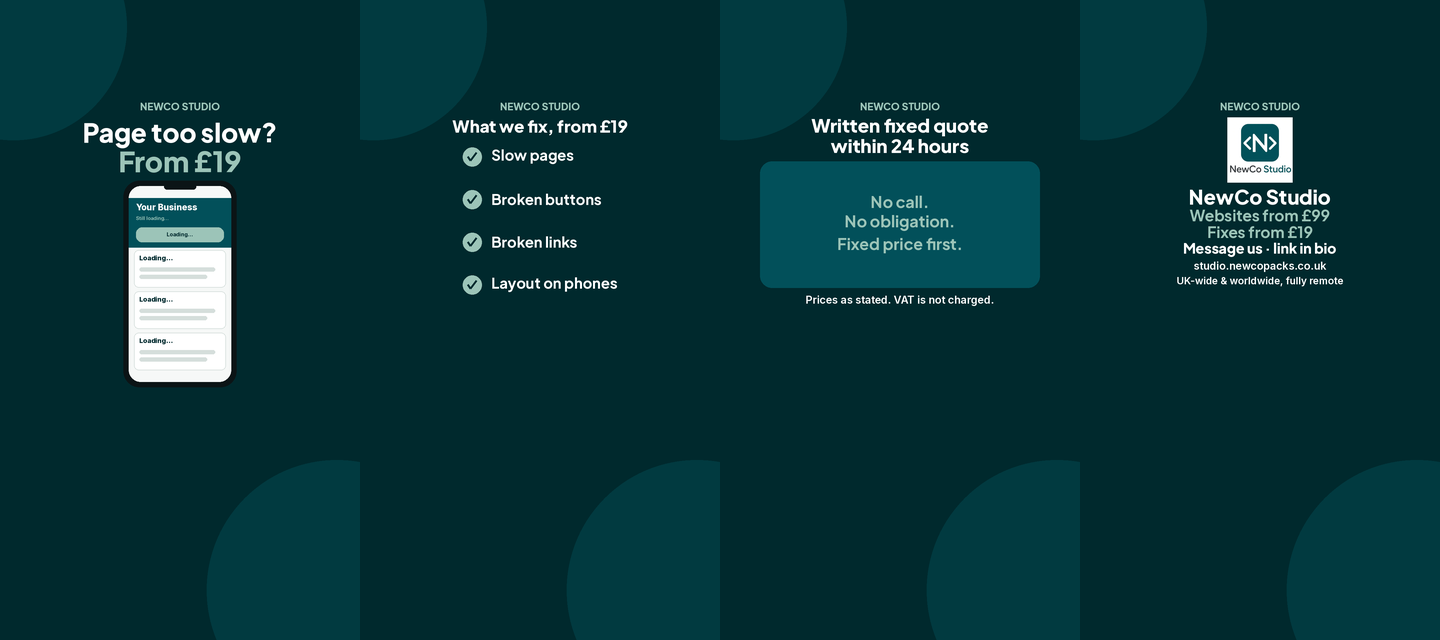 NEWCO STUDIO
Page too slow?
From £19
Your Business
Still loading...
Loading...
Loading...
Loading...
Loading...
NEWCO STUDIO
What we fix, from £19
Slow pages
Broken buttons
Broken links
Layout on phones
NEWCO STUDIO
Written fixed quote
within 24 hours
No call.
No obligation.
Fixed price first.
Prices as stated. VAT is not charged.
NEWCO STUDIO
<N>
NewCo Studio
NewCo Studio
Websites from £99
Fixes from £19
Message us · link in bio
studio.newcopacks.co.uk
UK-wide & worldwide, fully remote